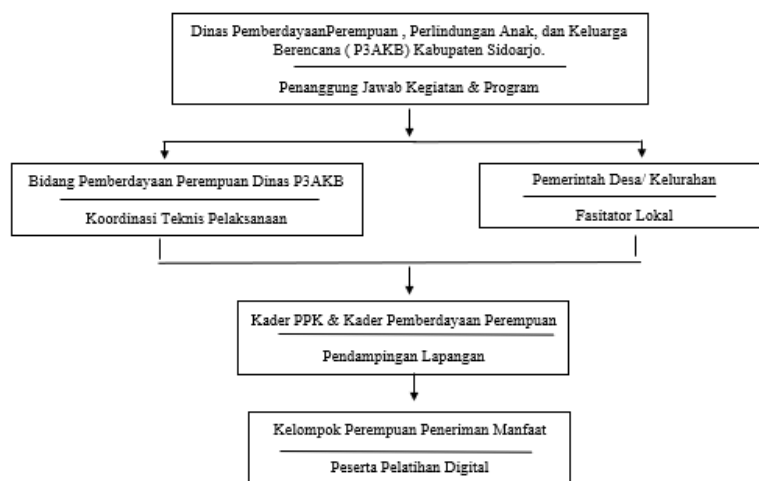 Dinas PemberdayaanPerempuan , Perlindungan Anak, dan Keluarga
Berencana ( P3AKB) Kabupaten Sidoarjo.
Penanggung Jawab Kegiatan & Program
Bidang Pemberdayaan Perempuan Dinas P3AKB
Koordinasi Teknis Pelaksanaan
Pemerintah Desa/ Kelurahan
Fasitator Lokal
Kader PPK & Kader Pemberdayaan Perempuan
Pendampingan Lapangan
Kelompok Perempuan Peneriman Manfaat
Peserta Pelatihan Digital